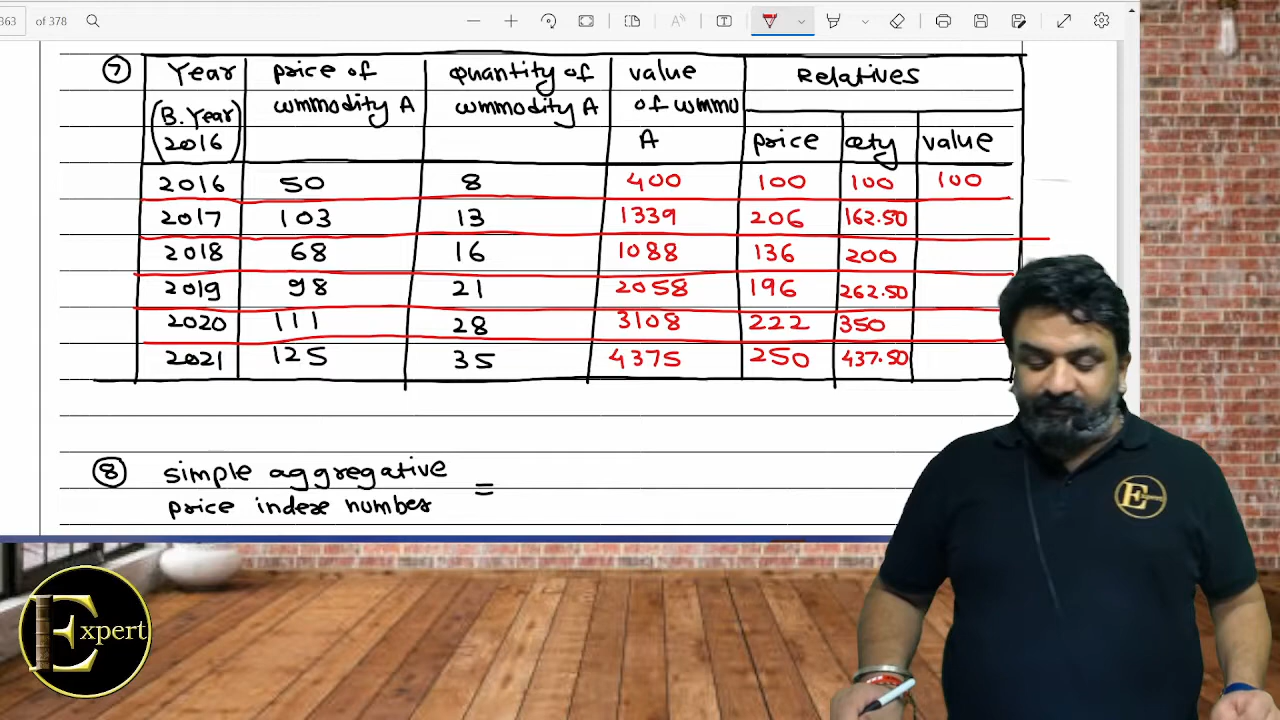 363 of 378
7 Year price of quantity of value Relatives
(B. Year commodity A commodity A of commo
2016) A price Qty value
2016 50 8 400 100 100 100
2017 103 13 1339 206 162.50
2018 68 16 1088 136 200
2019 98 21 2058 196 262.50
2020 111 28 3108 222 350
2021 125 35 4375 250 437.50
8 simple aggregative
price index number =
Expert
Expert